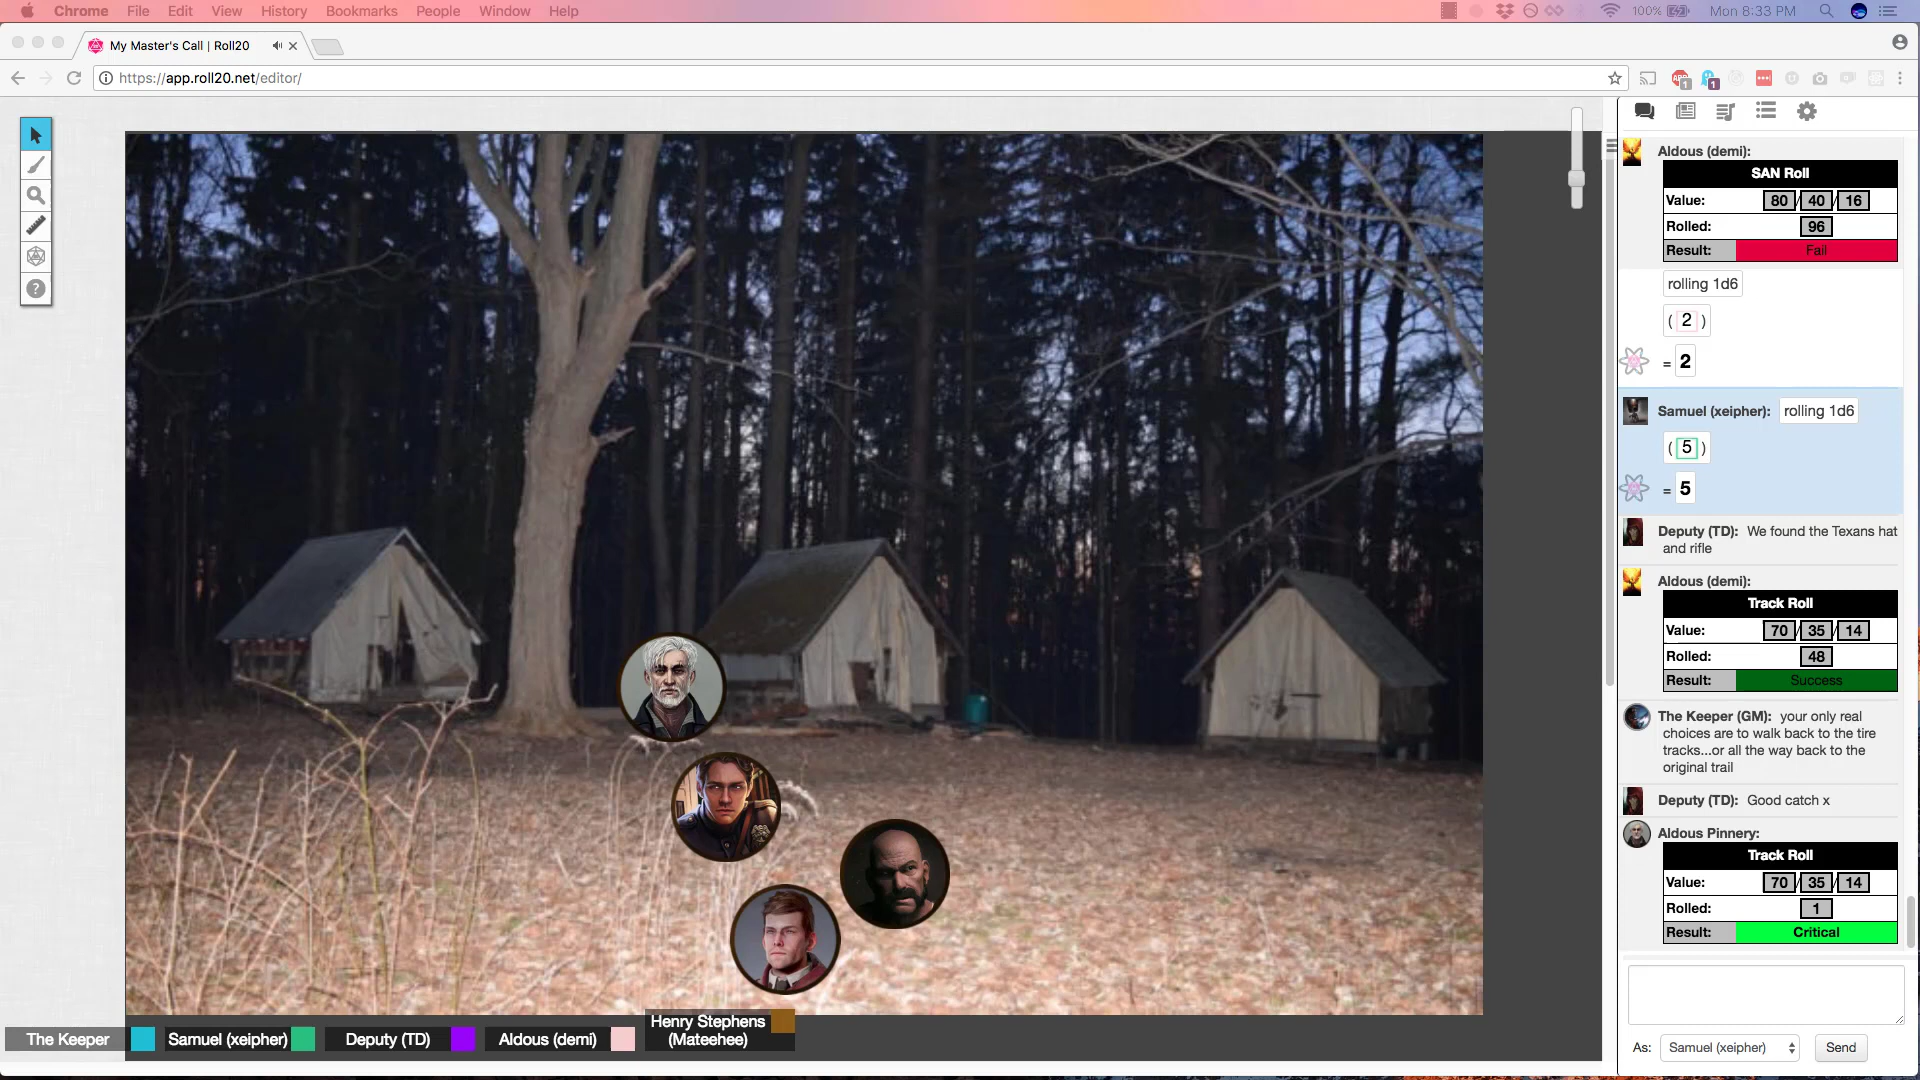 Chrome File Edit View History Bookmarks People Window Help
100% Mon 8:33 PM
My Master's Call | Roll20
https://app.roll20.net/editor/
1 1
Aldous (demi):
SAN Roll
Value: 80 / 40 / 16
Rolled: 96
Result: Fail
rolling 1d6
( 2 )
= 2
Samuel (xeipher): rolling 1d6
( 5 )
= 5
Deputy (TD): We found the Texans hat
and rifle
Aldous (demi):
Track Roll
Value: 70 / 35 / 14
Rolled: 48
Result: Success
The Keeper (GM): your only real
choices are to walk back to the tire
tracks...or all the way back to the
original trail
Deputy (TD): Good catch x
Aldous Pinnery:
Track Roll
Value: 70 / 35 / 14
Rolled: 1
Result: Critical
As: Samuel (xeipher) Send
The Keeper
Samuel (xeipher)
Deputy (TD)
Aldous (demi)
Henry Stephens
(Mateehee)